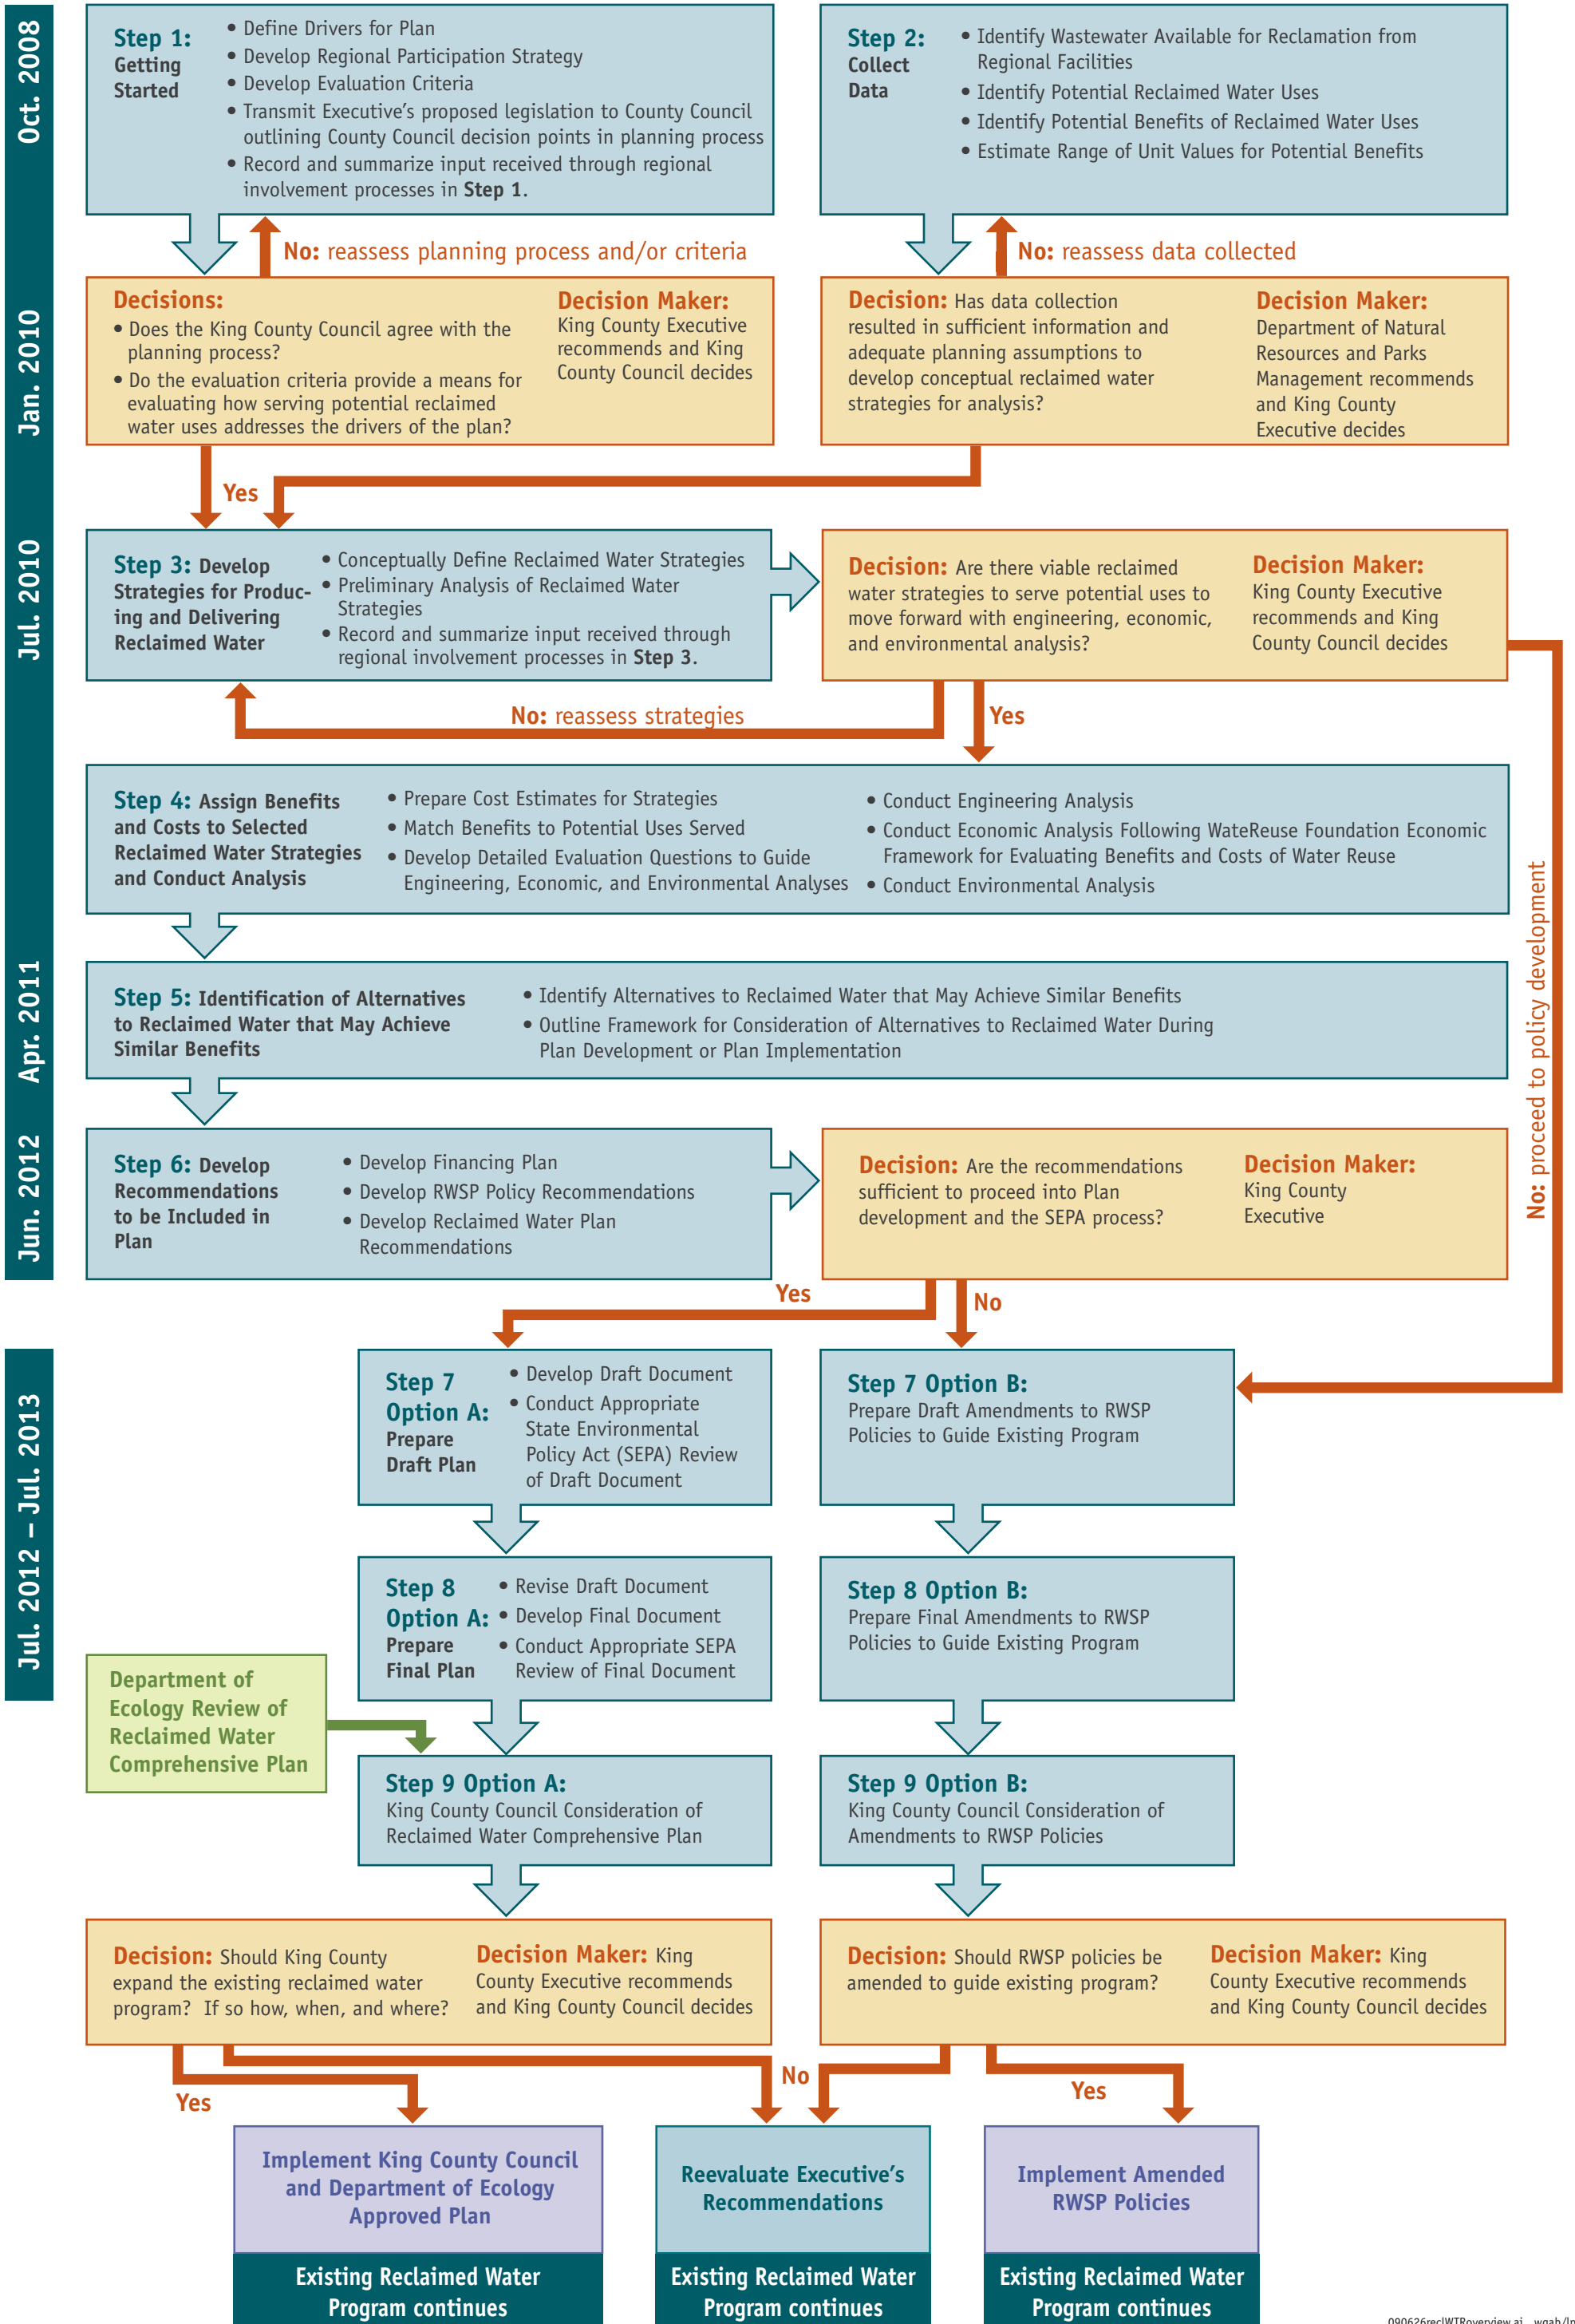 Oct. 2008
Step 1:
Getting
Started
• Define Drivers for Plan
• Develop Regional Participation Strategy
• Develop Evaluation Criteria
• Transmit Executive’s proposed legislation to County Council
outlining County Council decision points in planning process
• Record and summarize input received through regional
involvement processes in Step 1.
Step 2:
Collect
Data
• Identify Wastewater Available for Reclamation from
Regional Facilities
• Identify Potential Reclaimed Water Uses
• Identify Potential Benefits of Reclaimed Water Uses
• Estimate Range of Unit Values for Potential Benefits
No: reassess planning process and/or criteria
No: reassess data collected
Jan. 2010
Decisions:
• Does the King County Council agree with the
planning process?
• Do the evaluation criteria provide a means for
evaluating how serving potential reclaimed
water uses addresses the drivers of the plan?
Decision Maker:
King County Executive
recommends and King
County Council decides
Decision: Has data collection
resulted in sufficient information and
adequate planning assumptions to
develop conceptual reclaimed water
strategies for analysis?
Decision Maker:
Department of Natural
Resources and Parks
Management recommends
and King County
Executive decides
Yes
Jul. 2010
Step 3: Develop
Strategies for Produc-
ing and Delivering
Reclaimed Water
• Conceptually Define Reclaimed Water Strategies
• Preliminary Analysis of Reclaimed Water
Strategies
• Record and summarize input received through
regional involvement processes in Step 3.
Decision: Are there viable reclaimed
water strategies to serve potential uses to
move forward with engineering, economic,
and environmental analysis?
Decision Maker:
King County Executive
recommends and King
County Council decides
No: reassess strategies
Yes
No: proceed to policy development
Step 4: Assign Benefits
and Costs to Selected
Reclaimed Water Strategies
and Conduct Analysis
• Prepare Cost Estimates for Strategies
• Match Benefits to Potential Uses Served
• Develop Detailed Evaluation Questions to Guide
Engineering, Economic, and Environmental Analyses
• Conduct Engineering Analysis
• Conduct Economic Analysis Following WateReuse Foundation Economic
Framework for Evaluating Benefits and Costs of Water Reuse
• Conduct Environmental Analysis
Apr. 2011
Step 5: Identification of Alternatives
to Reclaimed Water that May Achieve
Similar Benefits
• Identify Alternatives to Reclaimed Water that May Achieve Similar Benefits
• Outline Framework for Consideration of Alternatives to Reclaimed Water During
Plan Development or Plan Implementation
Jun. 2012
Step 6: Develop
Recommendations
to be Included in
Plan
• Develop Financing Plan
• Develop RWSP Policy Recommendations
• Develop Reclaimed Water Plan
Recommendations
Decision: Are the recommendations
sufficient to proceed into Plan
development and the SEPA process?
Decision Maker:
King County
Executive
Yes
No
Jul. 2012 – Jul. 2013
Step 7
Option A:
Prepare
Draft Plan
• Develop Draft Document
• Conduct Appropriate
State Environmental
Policy Act (SEPA) Review
of Draft Document
Step 7 Option B:
Prepare Draft Amendments to RWSP
Policies to Guide Existing Program
Step 8
Option A:
Prepare
Final Plan
• Revise Draft Document
• Develop Final Document
• Conduct Appropriate SEPA
Review of Final Document
Step 8 Option B:
Prepare Final Amendments to RWSP
Policies to Guide Existing Program
Department of
Ecology Review of
Reclaimed Water
Comprehensive Plan
Step 9 Option A:
King County Council Consideration of
Reclaimed Water Comprehensive Plan
Step 9 Option B:
King County Council Consideration of
Amendments to RWSP Policies
Decision: Should King County
expand the existing reclaimed water
program? If so how, when, and where?
Decision Maker: King
County Executive recommends
and King County Council decides
Decision: Should RWSP policies be
amended to guide existing program?
Decision Maker: King
County Executive recommends
and King County Council decides
Yes
No
Yes
Implement King County Council
and Department of Ecology
Approved Plan
Reevaluate Executive’s
Recommendations
Implement Amended
RWSP Policies
Existing Reclaimed Water
Program continues
Existing Reclaimed Water
Program continues
Existing Reclaimed Water
Program continues